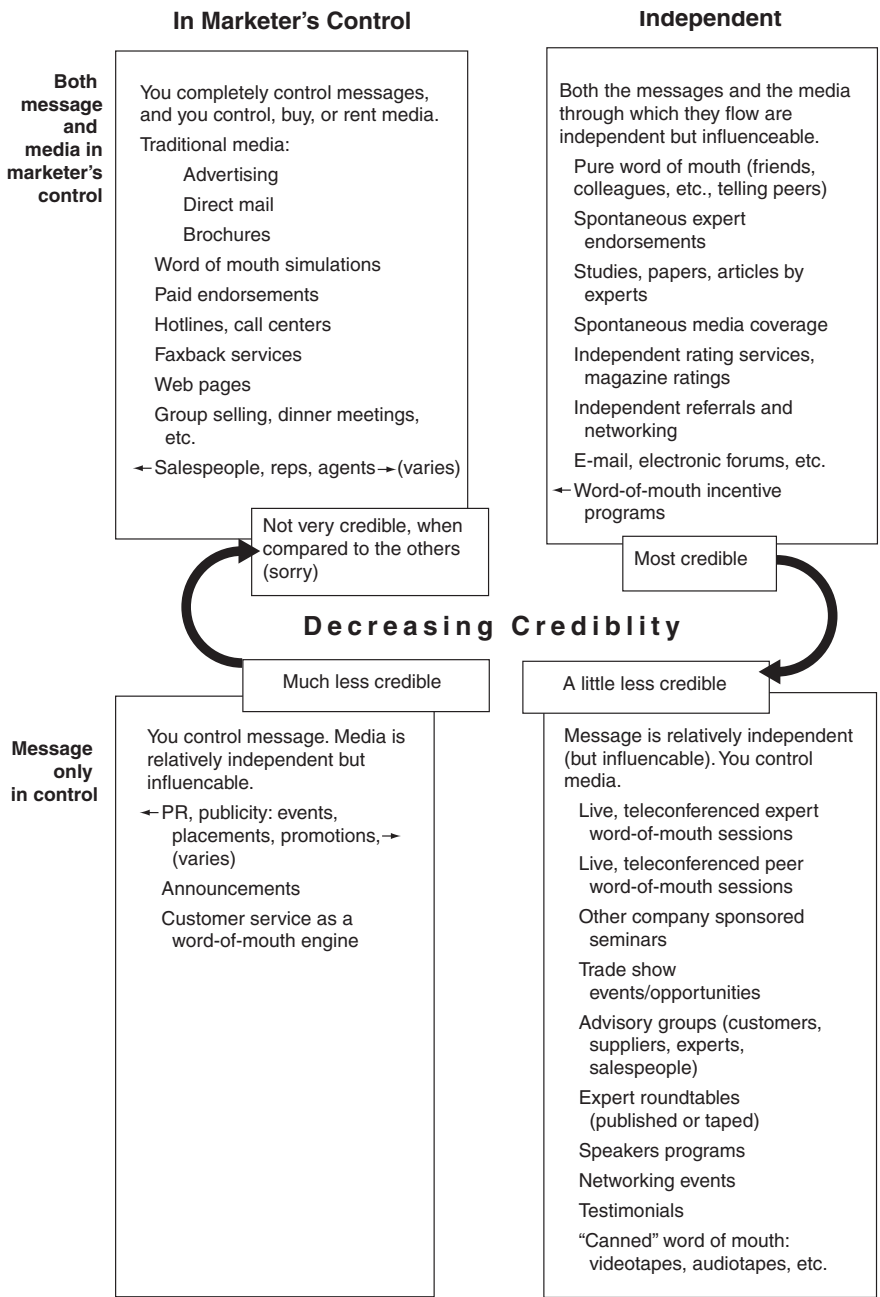 In Marketer’s Control
Independent
Both
message
and
media in
marketer’s
control
You completely control messages,
and you control, buy, or rent media.
Traditional media:
Advertising
Direct mail
Brochures
Word of mouth simulations
Paid endorsements
Hotlines, call centers
Faxback services
Web pages
Group selling, dinner meetings,
etc.
←Salespeople, reps, agents→(varies)
Not very credible, when
compared to the others
(sorry)
Both the messages and the media
through which they flow are
independent but influenceable.
Pure word of mouth (friends,
colleagues, etc., telling peers)
Spontaneous expert
endorsements
Studies, papers, articles by
experts
Spontaneous media coverage
Independent rating services,
magazine ratings
Independent referrals and
networking
E-mail, electronic forums, etc.
←Word-of-mouth incentive
programs
Most credible
Decreasing Crediblity
Much less credible
A little less credible
Message
only
in control
You control message. Media is
relatively independent but
influencable.
←PR, publicity: events,
placements, promotions,→
(varies)
Announcements
Customer service as a
word-of-mouth engine
Message is relatively independent
(but influencable). You control
media.
Live, teleconferenced expert
word-of-mouth sessions
Live, teleconferenced peer
word-of-mouth sessions
Other company sponsored
seminars
Trade show
events/opportunities
Advisory groups (customers,
suppliers, experts,
salespeople)
Expert roundtables
(published or taped)
Speakers programs
Networking events
Testimonials
“Canned” word of mouth:
videotapes, audiotapes, etc.